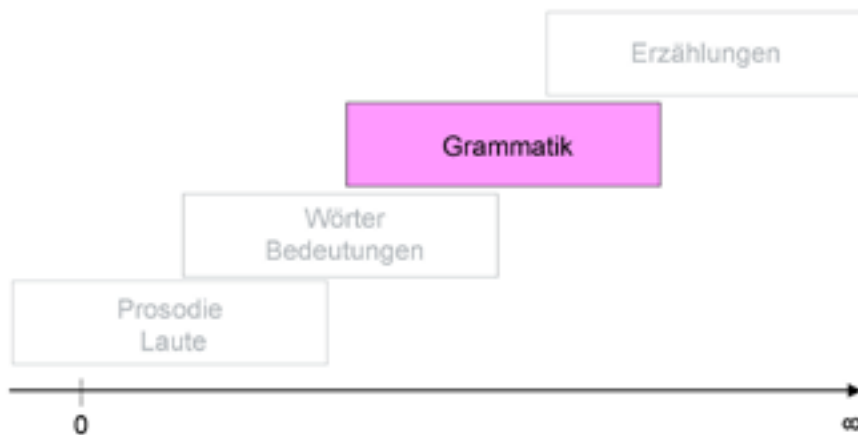 Erzählungen
Grammatik
Wörter
Bedeutungen
Prosodie
Laute
0
∞